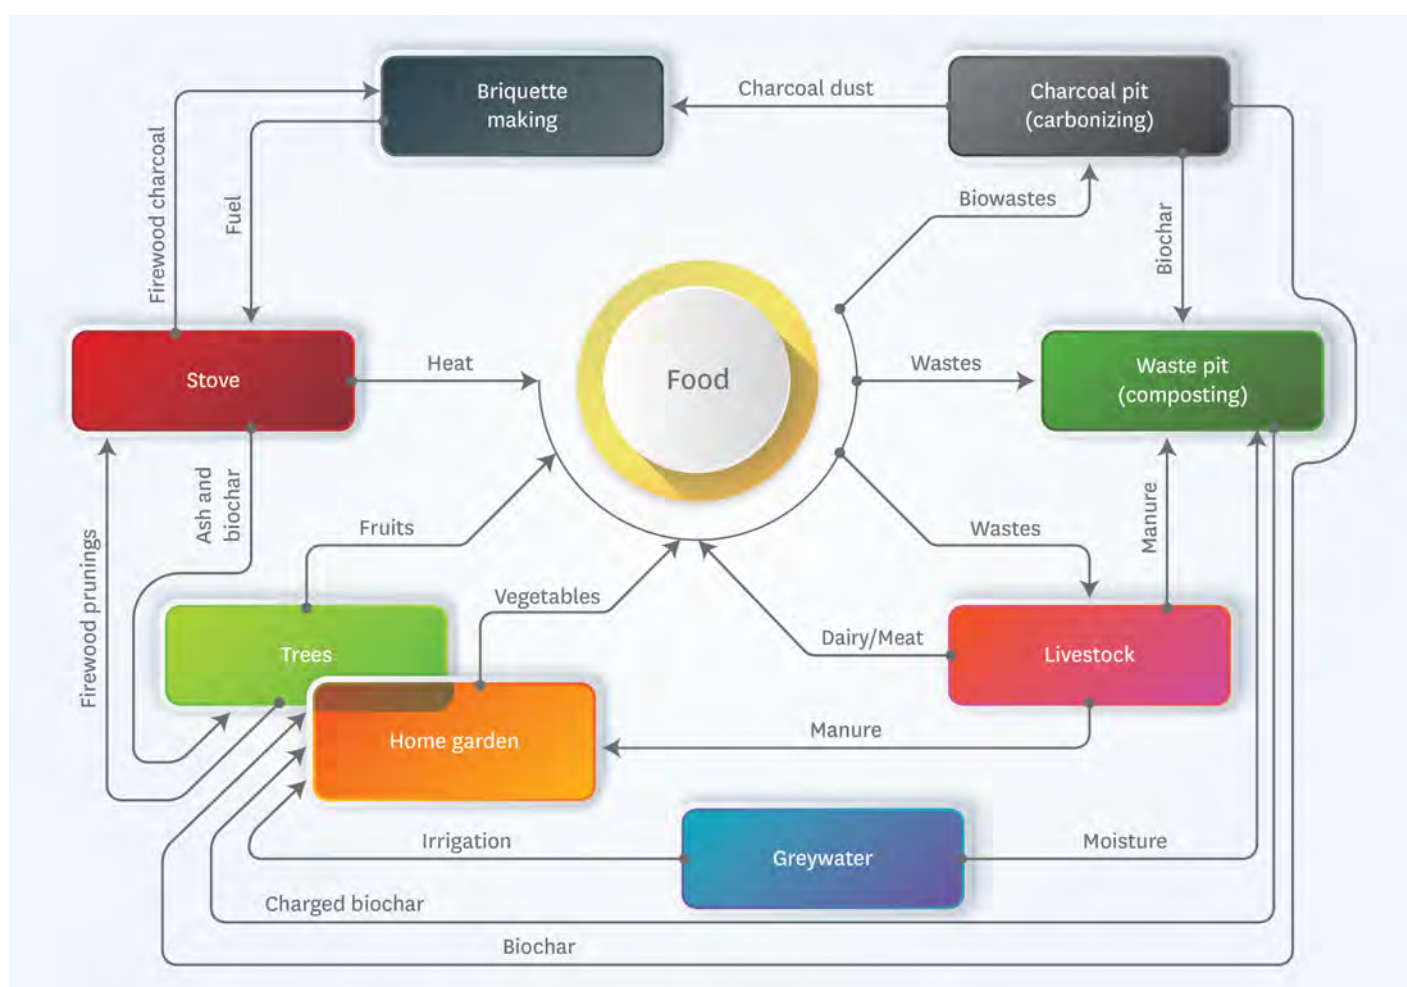 Briquette
making
Charcoal dust
Charcoal pit
(carbonizing)
Firewood charcoal
Fuel
Biowastes
Biochar
Stove
Heat
Food
Wastes
Waste pit
(composting)
Ash and
biochar
Fruits
Wastes
Manure
Firewood prunings
Vegetables
Trees
Dairy/Meat
Livestock
Home garden
Manure
Irrigation
Greywater
Moisture
Charged biochar
Biochar